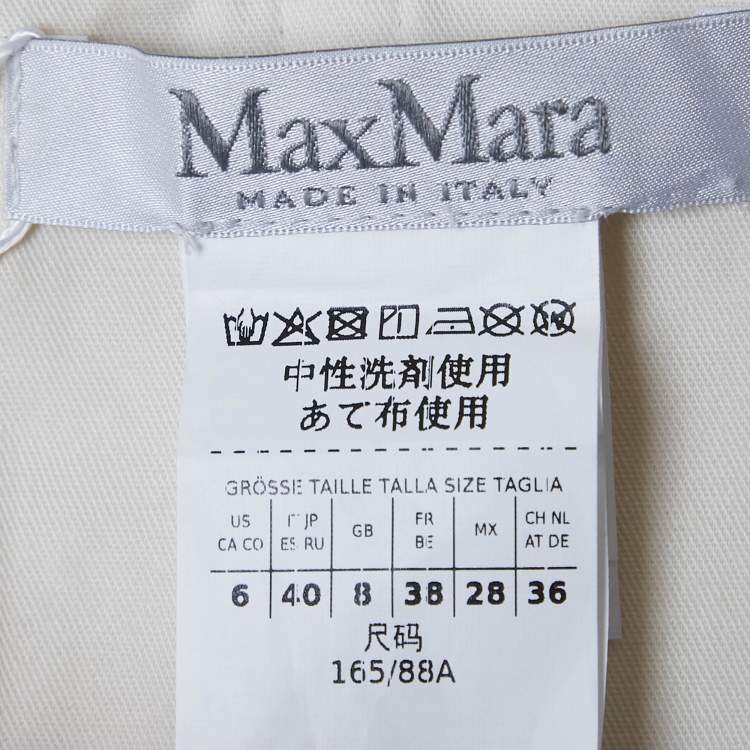 MaxMara
MADE IN ITALY
中性洗剤使用
あて布使用
GRÖSSE TAILLE TALLA SIZE TAGLIA
US IT JP GB FR MX CH NL
CA CO ES RU BE AT DE
6 40 8 38 28 36
尺码
165/88A